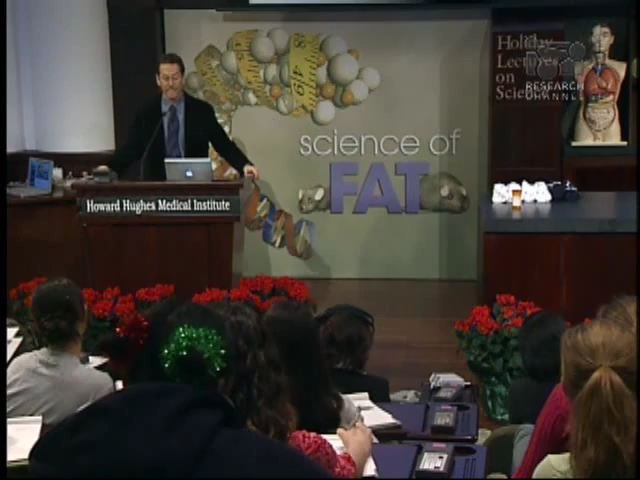 Holiday
Lectures
on
Science
RESEARCH
CHANNEL
science of
FAT
Howard Hughes Medical Institute